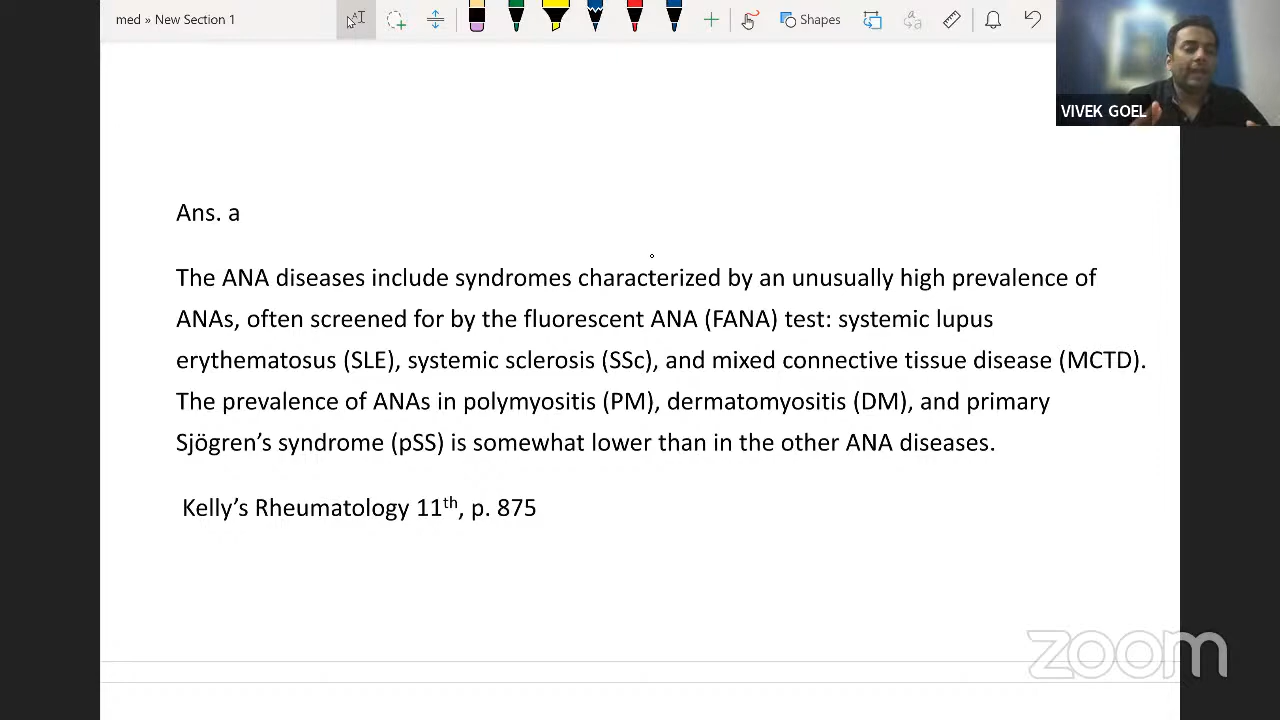 med » New Section 1
Shapes
VIVEK GOEL
Ans. a
The ANA diseases include syndromes characterized by an unusually high prevalence of
ANAs, often screened for by the fluorescent ANA (FANA) test: systemic lupus
erythematosus (SLE), systemic sclerosis (SSc), and mixed connective tissue disease (MCTD).
The prevalence of ANAs in polymyositis (PM), dermatomyositis (DM), and primary
Sjögren’s syndrome (pSS) is somewhat lower than in the other ANA diseases.
Kelly’s Rheumatology 11th, p. 875
zoom